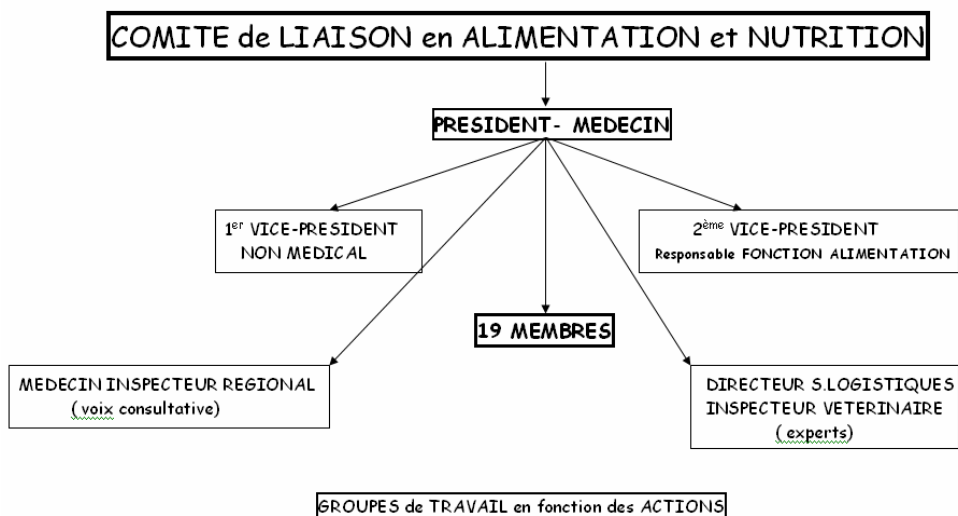 COMITE de LIAISON en ALIMENTATION et NUTRITION
PRESIDENT- MEDECIN
1er VICE-PRESIDENT
NON MEDICAL
2ème VICE-PRESIDENT
Responsable FONCTION ALIMENTATION
19 MEMBRES
MEDECIN INSPECTEUR REGIONAL
( voix consultative)
DIRECTEUR S.LOGISTIQUES
INSPECTEUR VETERINAIRE
( experts)
GROUPES de TRAVAIL en fonction des ACTIONS